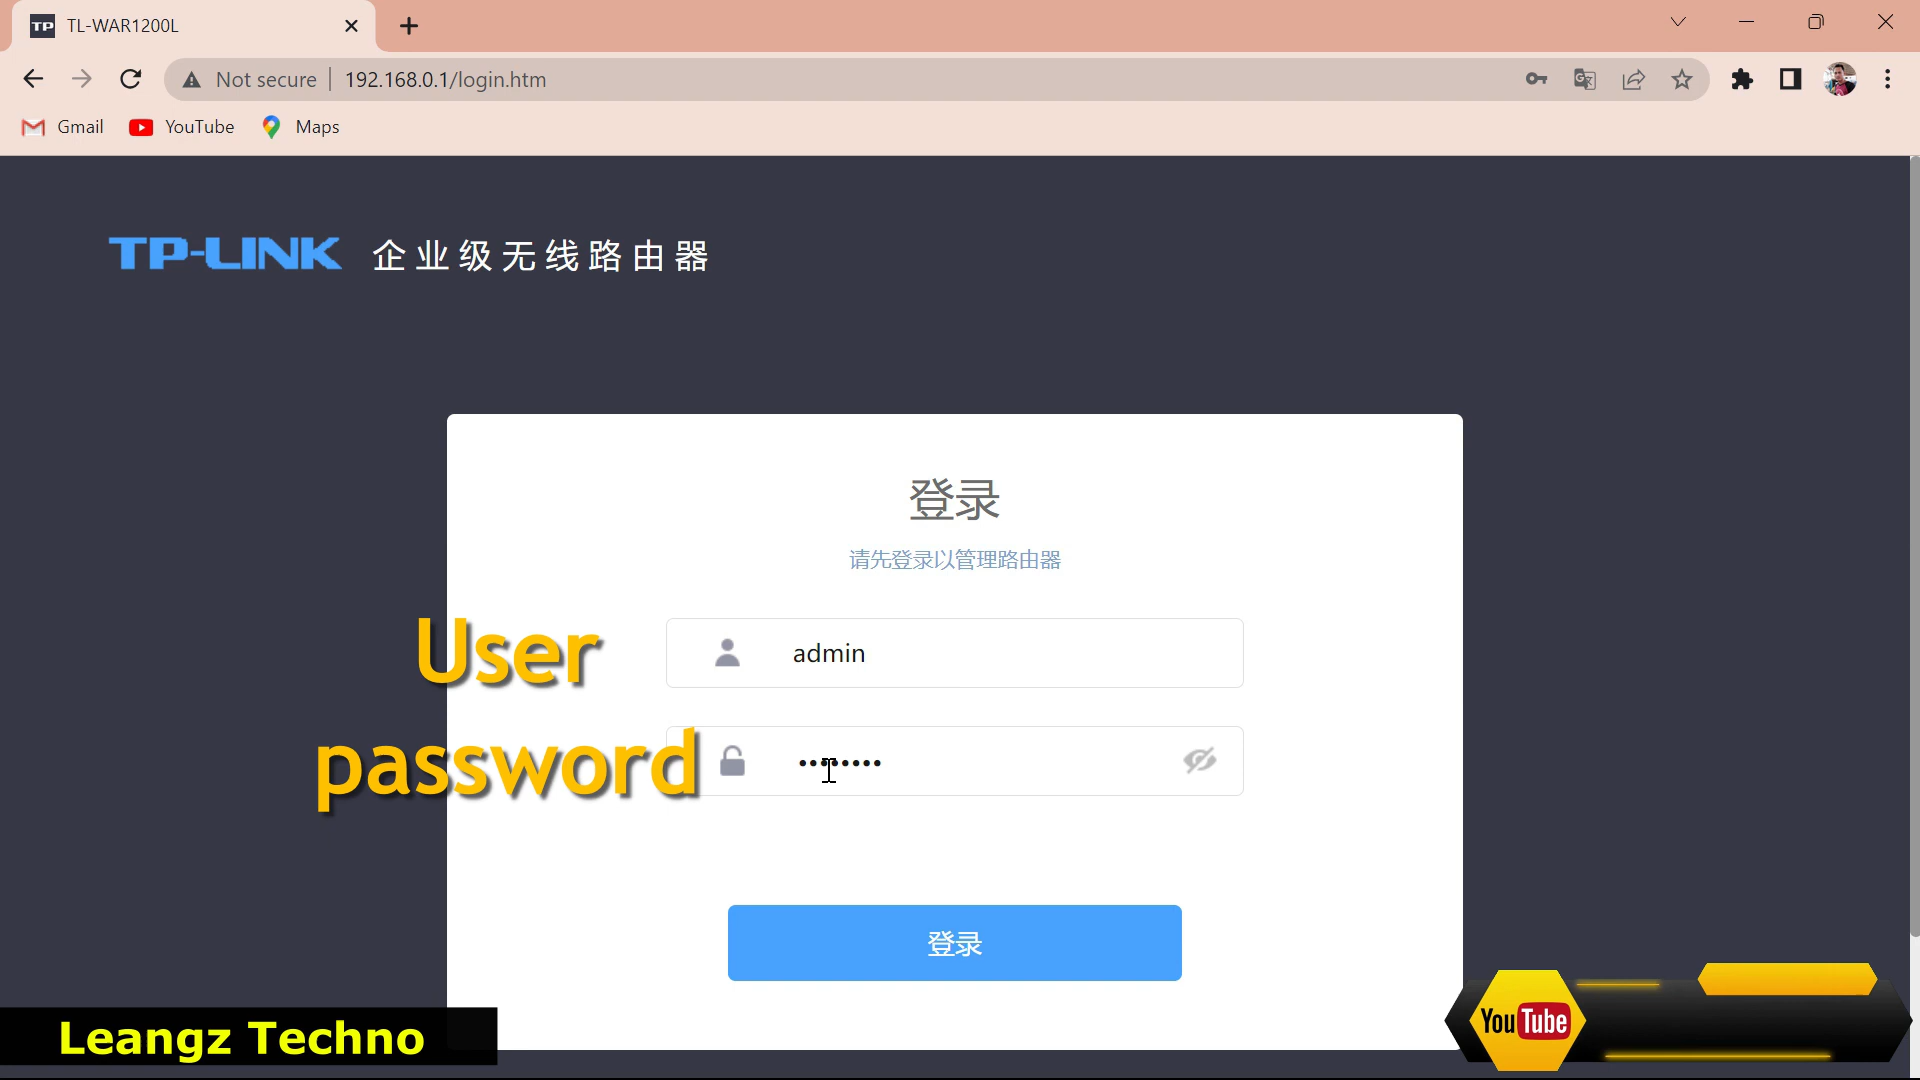 TP TL-WAR1200L
Not secure 192.168.0.1/login.htm
Gmail YouTube Maps
TP-LINK 企业级无线路由器
登录
请先登录以管理路由器
User admin
password ••••••••
登录
Leangz Techno
YouTube